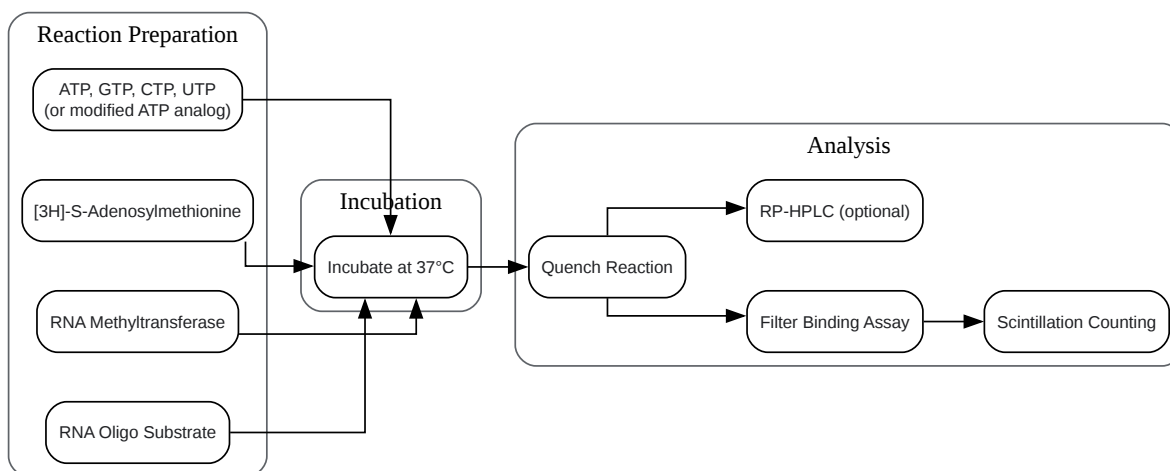 Reaction Preparation
ATP, GTP, CTP, UTP
(or modified ATP analog)
[3H]-S-Adenosylmethionine
RNA Methyltransferase
RNA Oligo Substrate
Incubation
Incubate at 37°C
Analysis
Quench Reaction
RP-HPLC (optional)
Filter Binding Assay
Scintillation Counting